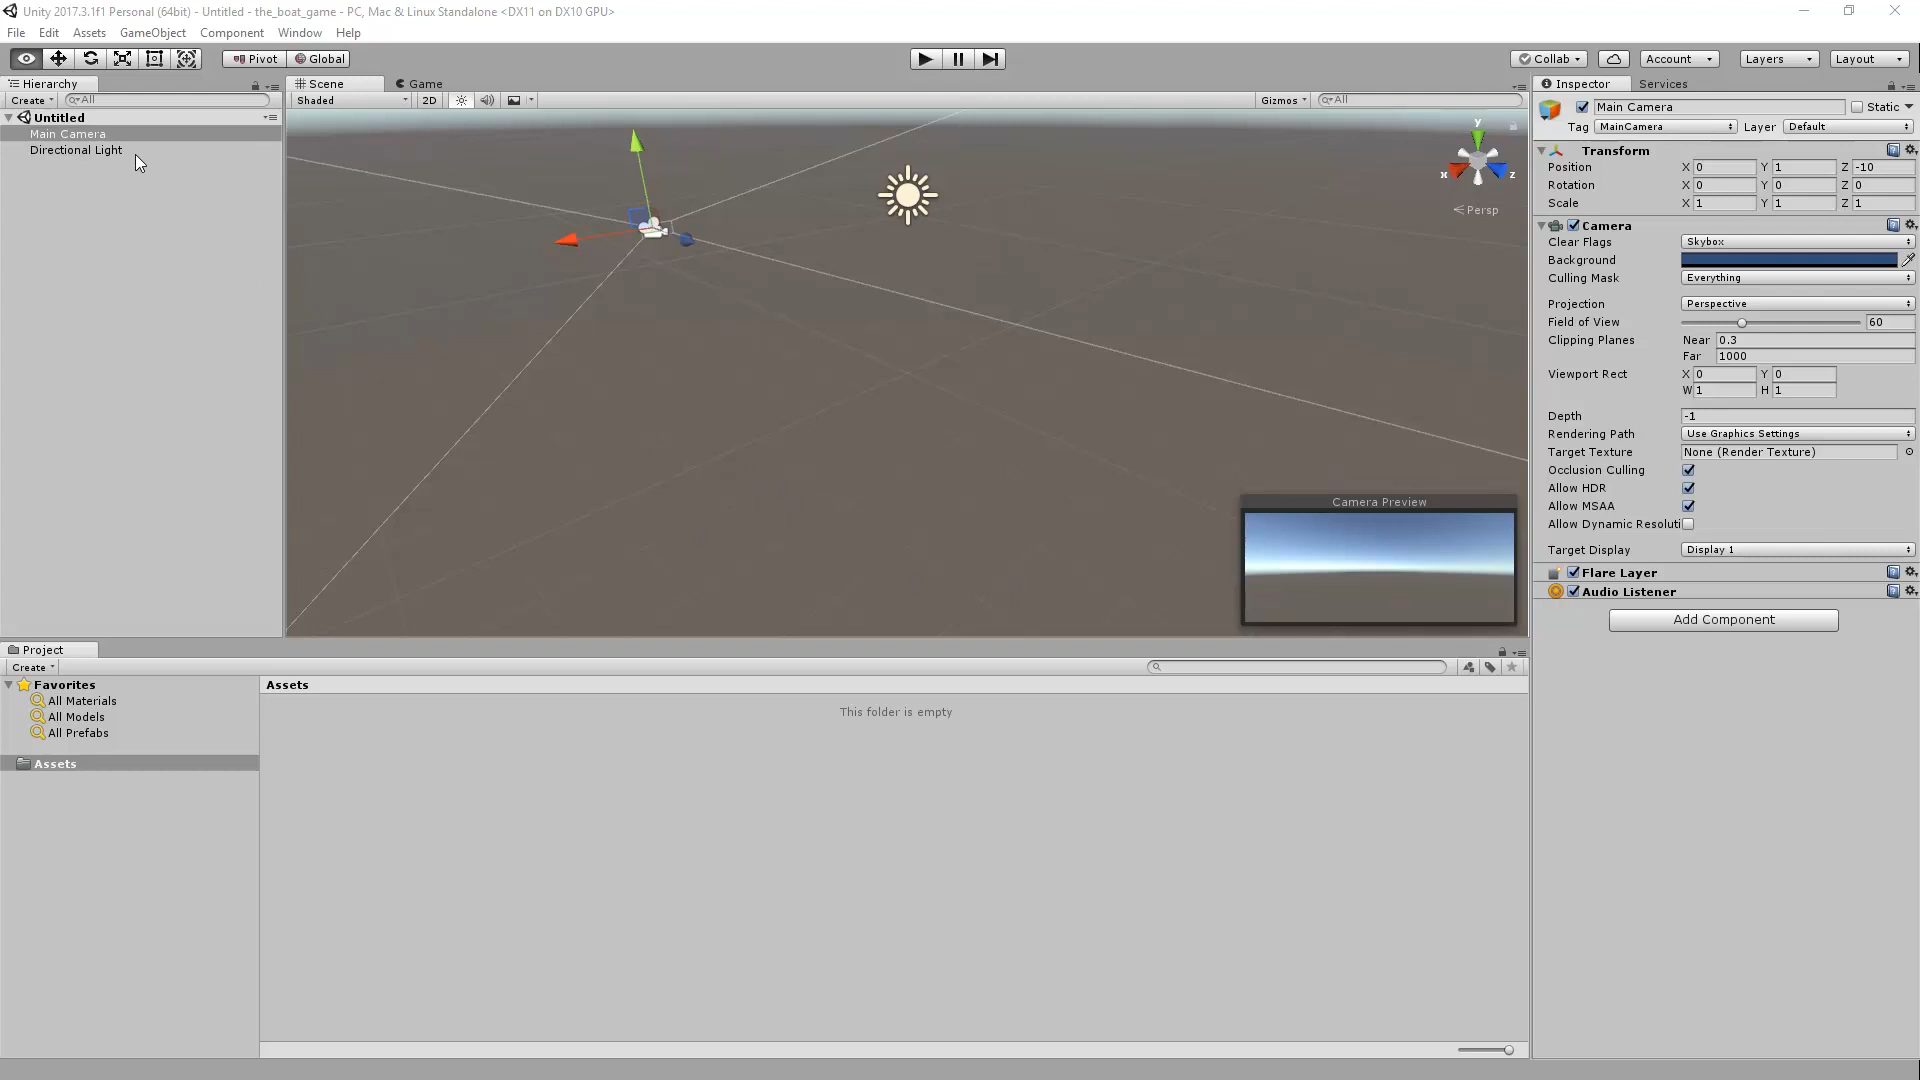 Unity 2017.3.1f1 Personal (64bit) - Untitled - the_boat_game - PC, Mac & Linux Standalone <DX11 on DX10 GPU>
File Edit Assets GameObject Component Window Help
Pivot Global Collab Account Layers Layout
Hierarchy
Create All
Untitled
Main Camera
Directional Light
Scene Game
Shaded 2D Gizmos All
y
x z
Persp
Camera Preview
Inspector Services
Main Camera Static
Tag MainCamera Layer Default
Transform
Position X 0 Y 1 Z -10
Rotation X 0 Y 0 Z 0
Scale X 1 Y 1 Z 1
Camera
Clear Flags Skybox
Background
Culling Mask Everything
Projection Perspective
Field of View 60
Clipping Planes Near 0.3
Far 1000
Viewport Rect X 0 Y 0
W 1 H 1
Depth -1
Rendering Path Use Graphics Settings
Target Texture None (Render Texture)
Occlusion Culling
Allow HDR
Allow MSAA
Allow Dynamic Resoluti
Target Display Display 1
Flare Layer
Audio Listener
Add Component
Project
Create
Favorites
All Materials
All Models
All Prefabs
Assets
Assets
This folder is empty